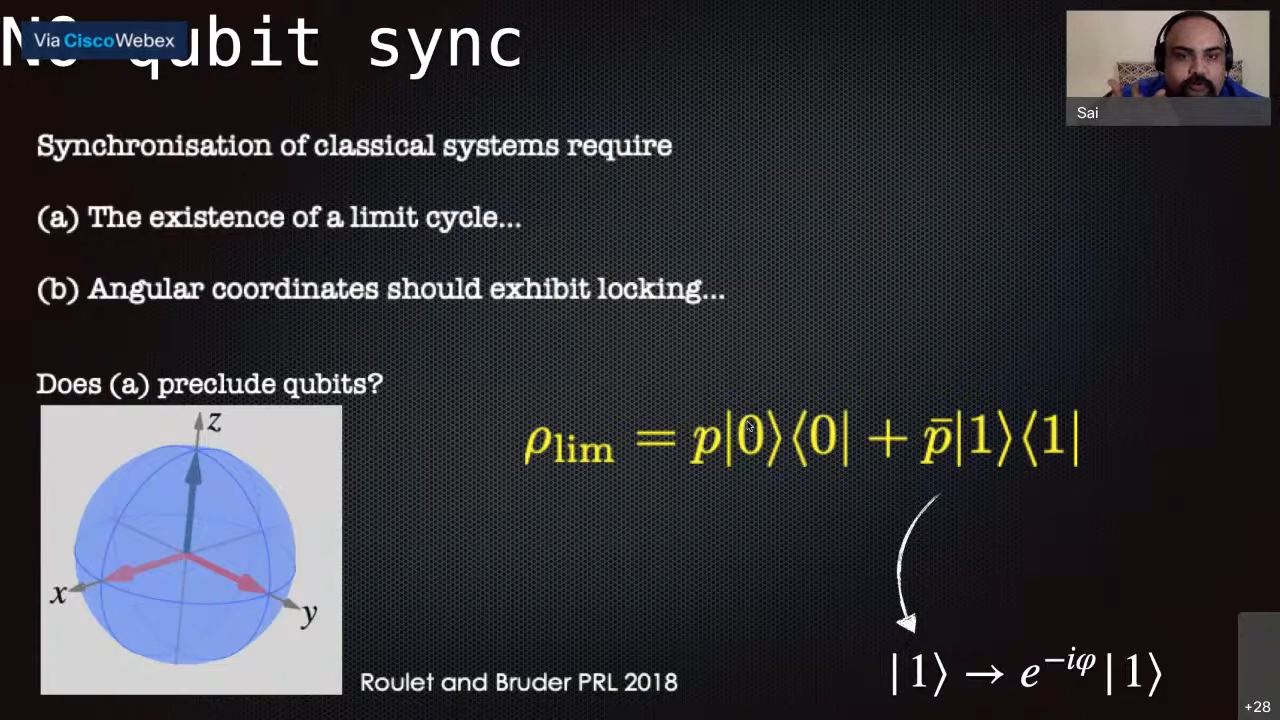 No qubit sync
Via Cisco Webex
Sai
Synchronisation of classical systems require
(a) The existence of a limit cycle...
(b) Angular coordinates should exhibit locking...
Does (a) preclude qubits?
z
x
y
ρ_lim = p|0⟩⟨0| + p̄|1⟩⟨1|
|1⟩ → e^{-iφ}|1⟩
Roulet and Bruder PRL 2018
+28